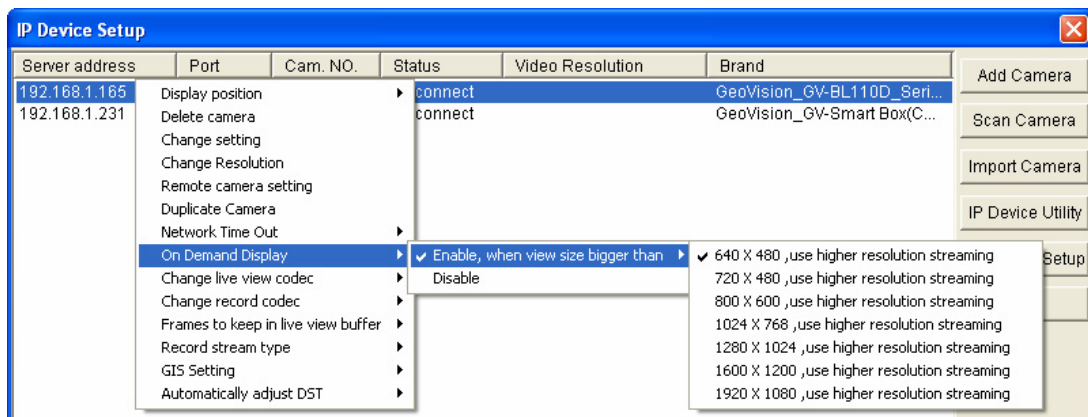 IP Device Setup
Server address Port Cam. NO. Status Video Resolution Brand
192.168.1.165 connect GeoVision_GV-BL110D_Seri...
192.168.1.231 connect GeoVision_GV-Smart Box(C...
Add Camera
Scan Camera
Import Camera
IP Device Utility
Setup
Display position
Delete camera
Change setting
Change Resolution
Remote camera setting
Duplicate Camera
Network Time Out
On Demand Display
Change live view codec
Change record codec
Frames to keep in live view buffer
Record stream type
GIS Setting
Automatically adjust DST
Enable, when view size bigger than
Disable
640 X 480 ,use higher resolution streaming
720 X 480 ,use higher resolution streaming
800 X 600 ,use higher resolution streaming
1024 X 768 ,use higher resolution streaming
1280 X 1024 ,use higher resolution streaming
1600 X 1200 ,use higher resolution streaming
1920 X 1080 ,use higher resolution streaming